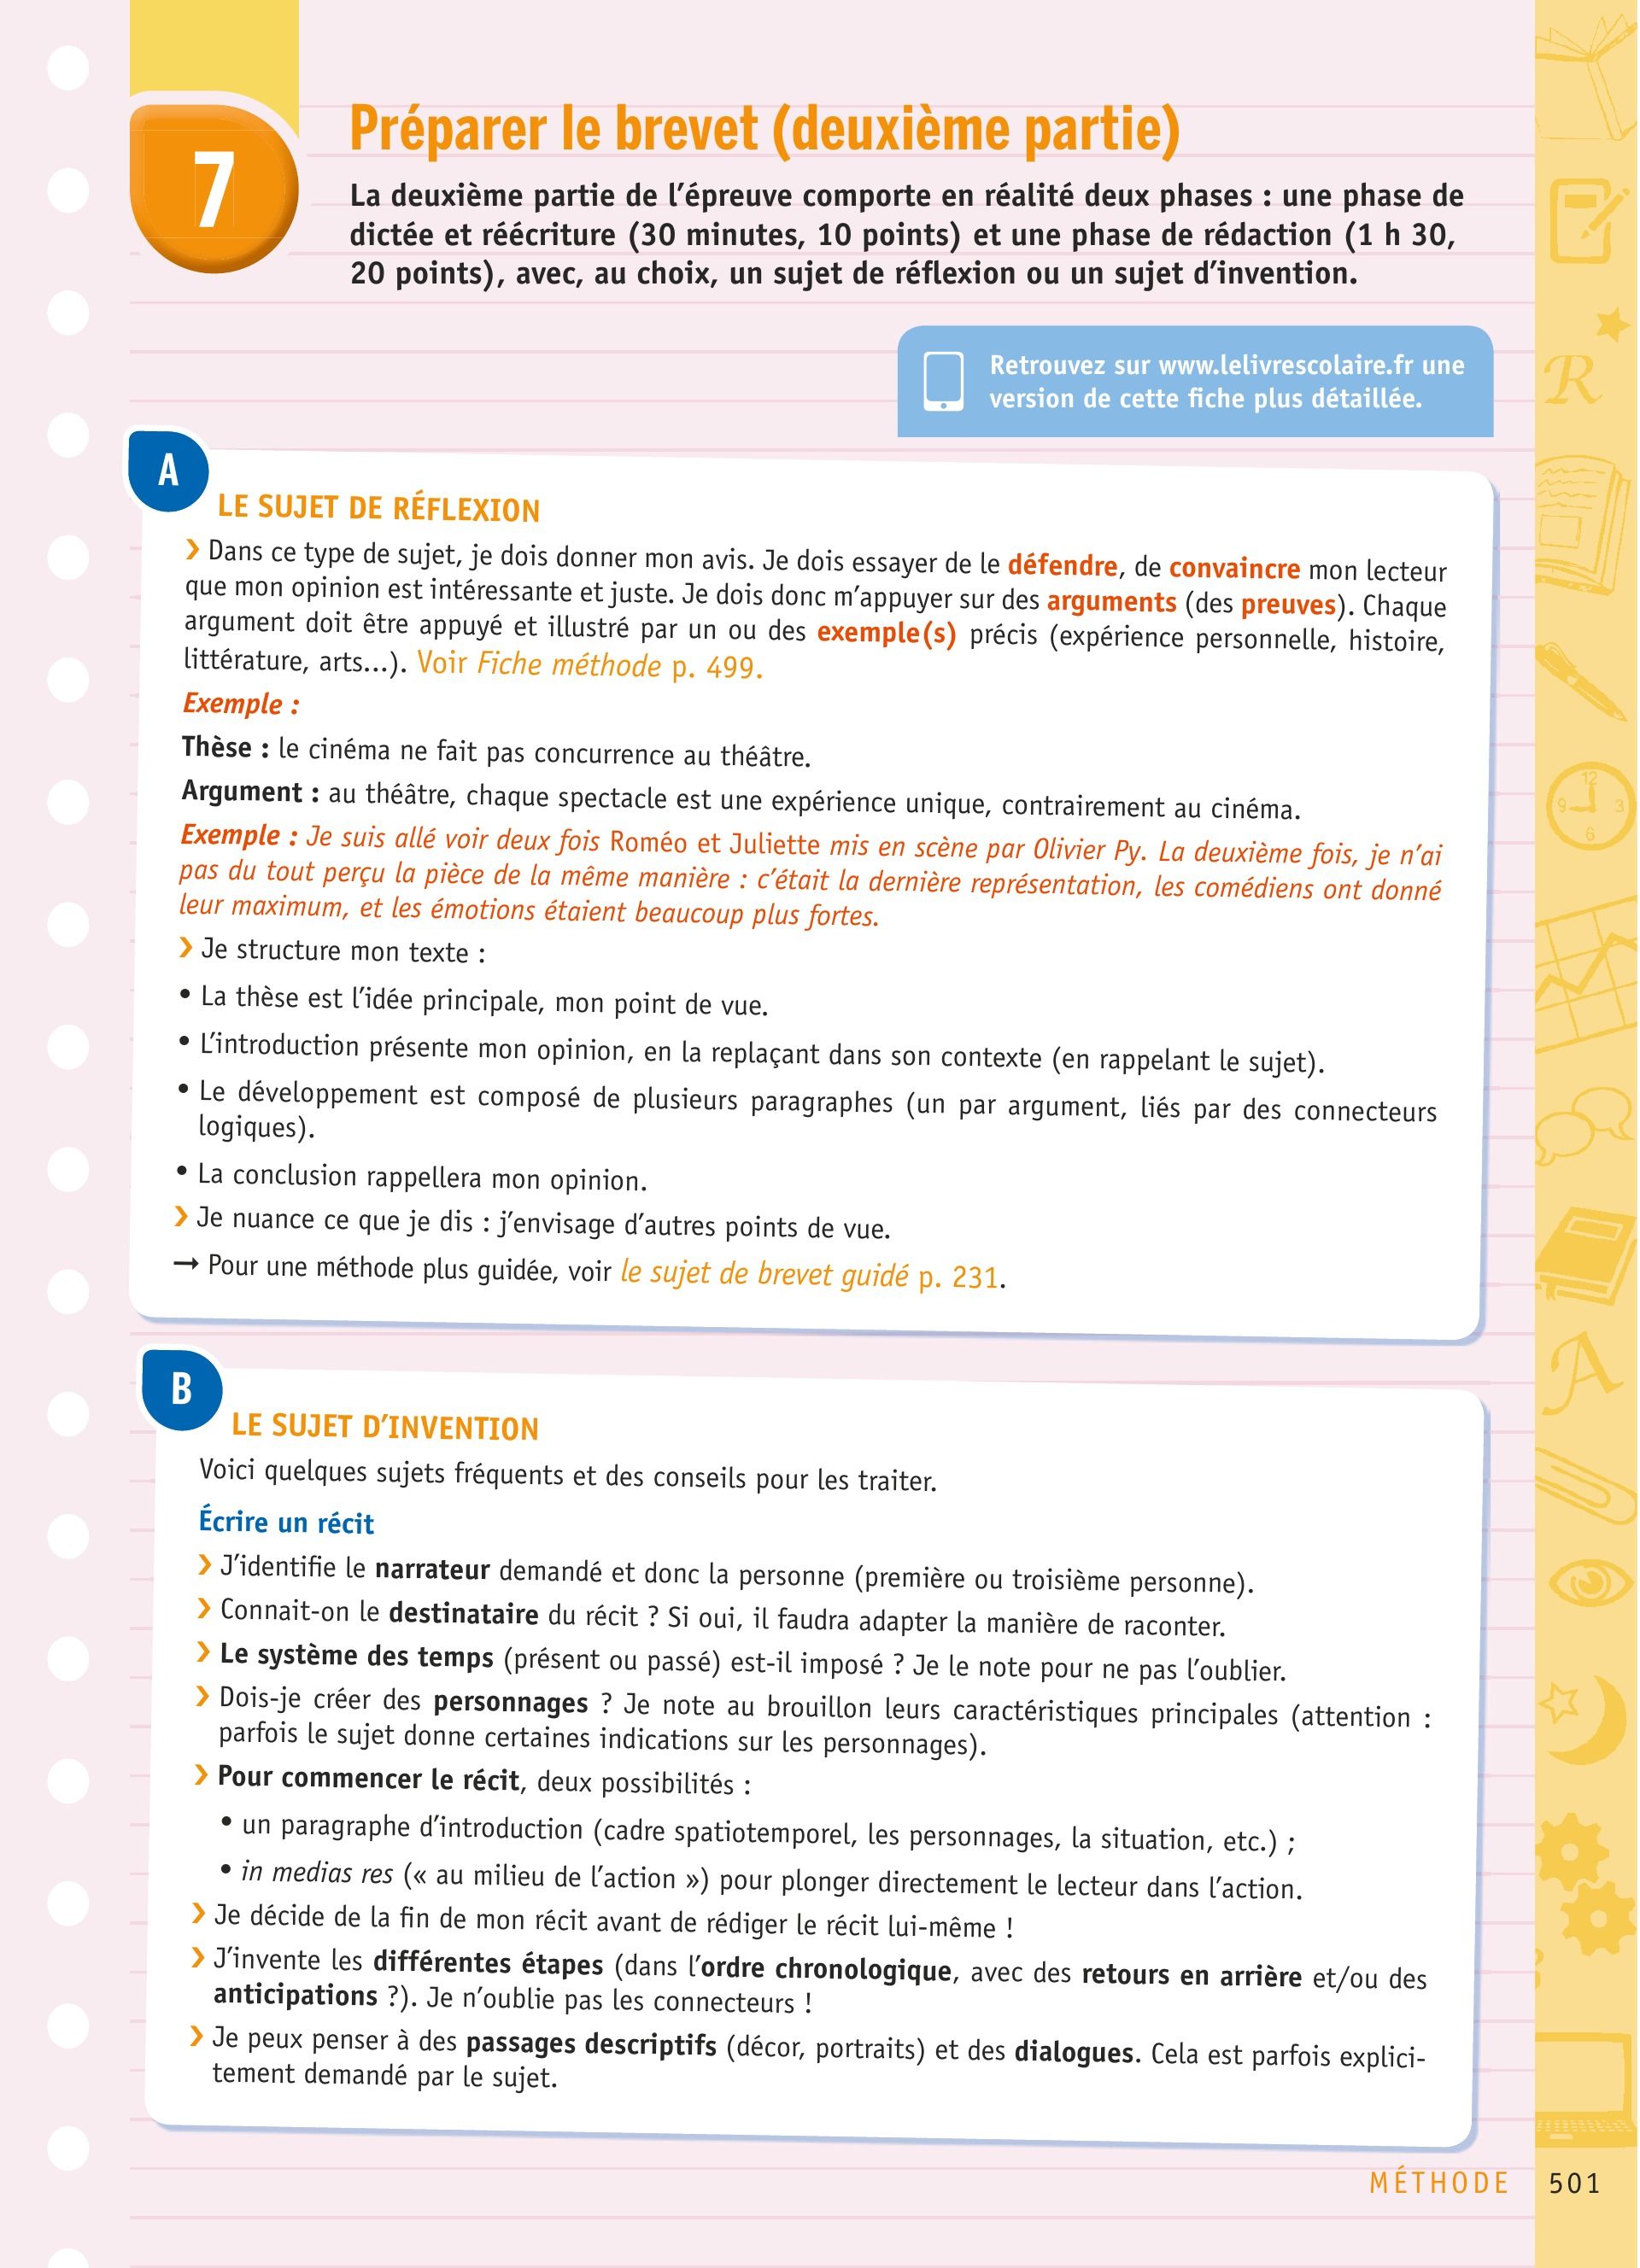 7
Préparer le brevet (deuxième partie)
La deuxième partie de l'épreuve comporte en réalité deux phases : une phase de
dictée et réécriture (30 minutes, 10 points) et une phase de rédaction (1 h 30,
20 points), avec, au choix, un sujet de réflexion ou un sujet d'invention.
Retrouvez sur www.lelivrescolaire.fr une
version de cette fiche plus détaillée.
A
LE SUJET DE RÉFLEXION
› Dans ce type de sujet, je dois donner mon avis. Je dois essayer de le défendre, de convaincre mon lecteur
que mon opinion est intéressante et juste. Je dois donc m'appuyer sur des arguments (des preuves). Chaque
argument doit être appuyé et illustré par un ou des exemple(s) précis (expérience personnelle, histoire,
littérature, arts…). Voir Fiche méthode p. 499.
Exemple :
Thèse : le cinéma ne fait pas concurrence au théâtre.
Argument : au théâtre, chaque spectacle est une expérience unique, contrairement au cinéma.
Exemple : Je suis allé voir deux fois Roméo et Juliette mis en scène par Olivier Py. La deuxième fois, je n'ai
pas du tout perçu la pièce de la même manière : c'était la dernière représentation, les comédiens ont donné
leur maximum, et les émotions étaient beaucoup plus fortes.
› Je structure mon texte :
• La thèse est l'idée principale, mon point de vue.
• L'introduction présente mon opinion, en la replaçant dans son contexte (en rappelant le sujet).
• Le développement est composé de plusieurs paragraphes (un par argument, liés par des connecteurs
logiques).
• La conclusion rappellera mon opinion.
› Je nuance ce que je dis : j'envisage d'autres points de vue.
→ Pour une méthode plus guidée, voir le sujet de brevet guidé p. 231.
B
LE SUJET D'INVENTION
Voici quelques sujets fréquents et des conseils pour les traiter.
Écrire un récit
› J'identifie le narrateur demandé et donc la personne (première ou troisième personne).
› Connait-on le destinataire du récit ? Si oui, il faudra adapter la manière de raconter.
› Le système des temps (présent ou passé) est-il imposé ? Je le note pour ne pas l'oublier.
› Dois-je créer des personnages ? Je note au brouillon leurs caractéristiques principales (attention :
parfois le sujet donne certaines indications sur les personnages).
› Pour commencer le récit, deux possibilités :
• un paragraphe d'introduction (cadre spatiotemporel, les personnages, la situation, etc.) ;
• in medias res (« au milieu de l'action ») pour plonger directement le lecteur dans l'action.
› Je décide de la fin de mon récit avant de rédiger le récit lui-même !
› J'invente les différentes étapes (dans l'ordre chronologique, avec des retours en arrière et/ou des
anticipations ?). Je n'oublie pas les connecteurs !
› Je peux penser à des passages descriptifs (décor, portraits) et des dialogues. Cela est parfois explici-
tement demandé par le sujet.
MÉTHODE 501
R
12
9 3
6
A